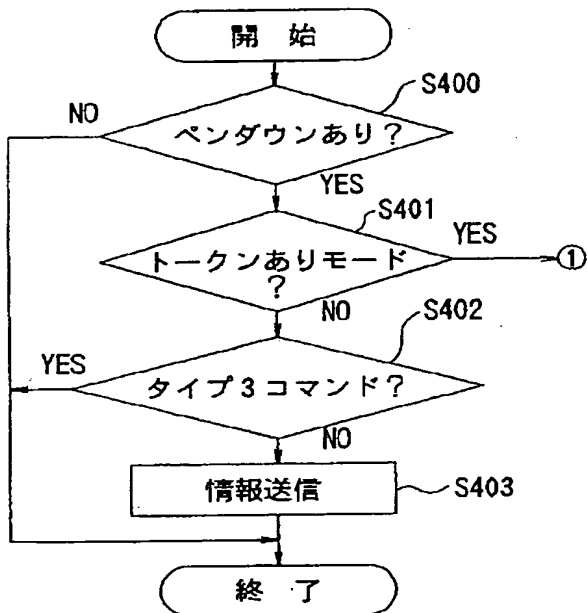 開始
S400
NO
ペンダウンあり？
YES
S401
YES
トークンありモード
？
①
NO
S402
YES
タイプ3コマンド？
NO
情報送信
S403
終了